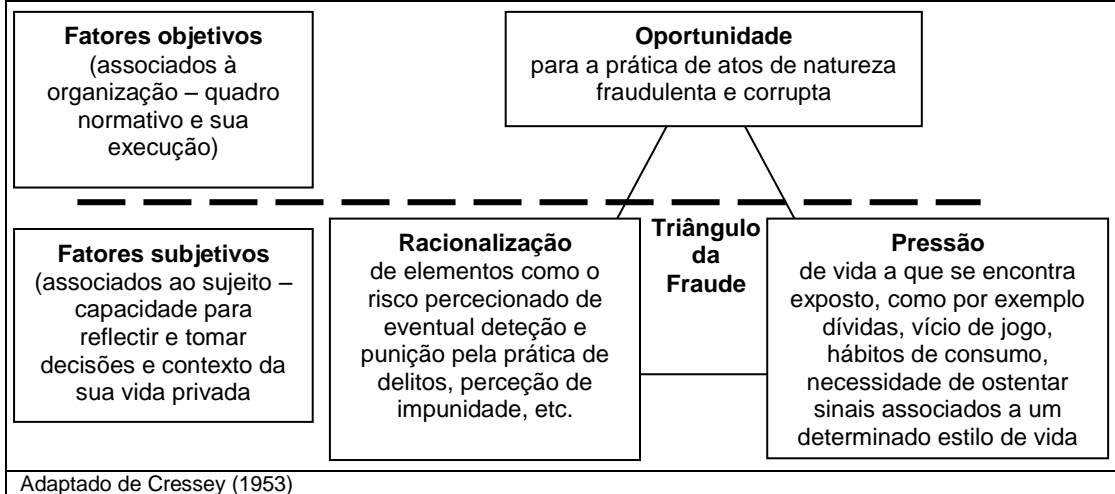 Fatores objetivos
(associados à
organização – quadro
normativo e sua
execução)
Oportunidade
para a prática de atos de natureza
fraudulenta e corrupta
Fatores subjetivos
(associados ao sujeito –
capacidade para
reflectir e tomar
decisões e contexto da
sua vida privada
Racionalização
de elementos como o
risco percecionado de
eventual deteção e
punição pela prática de
delitos, perceção de
impunidade, etc.
Triângulo
da
Fraude
Pressão
de vida a que se encontra
exposto, como por exemplo
dívidas, vício de jogo,
hábitos de consumo,
necessidade de ostentar
sinais associados a um
determinado estilo de vida
Adaptado de Cressey (1953)